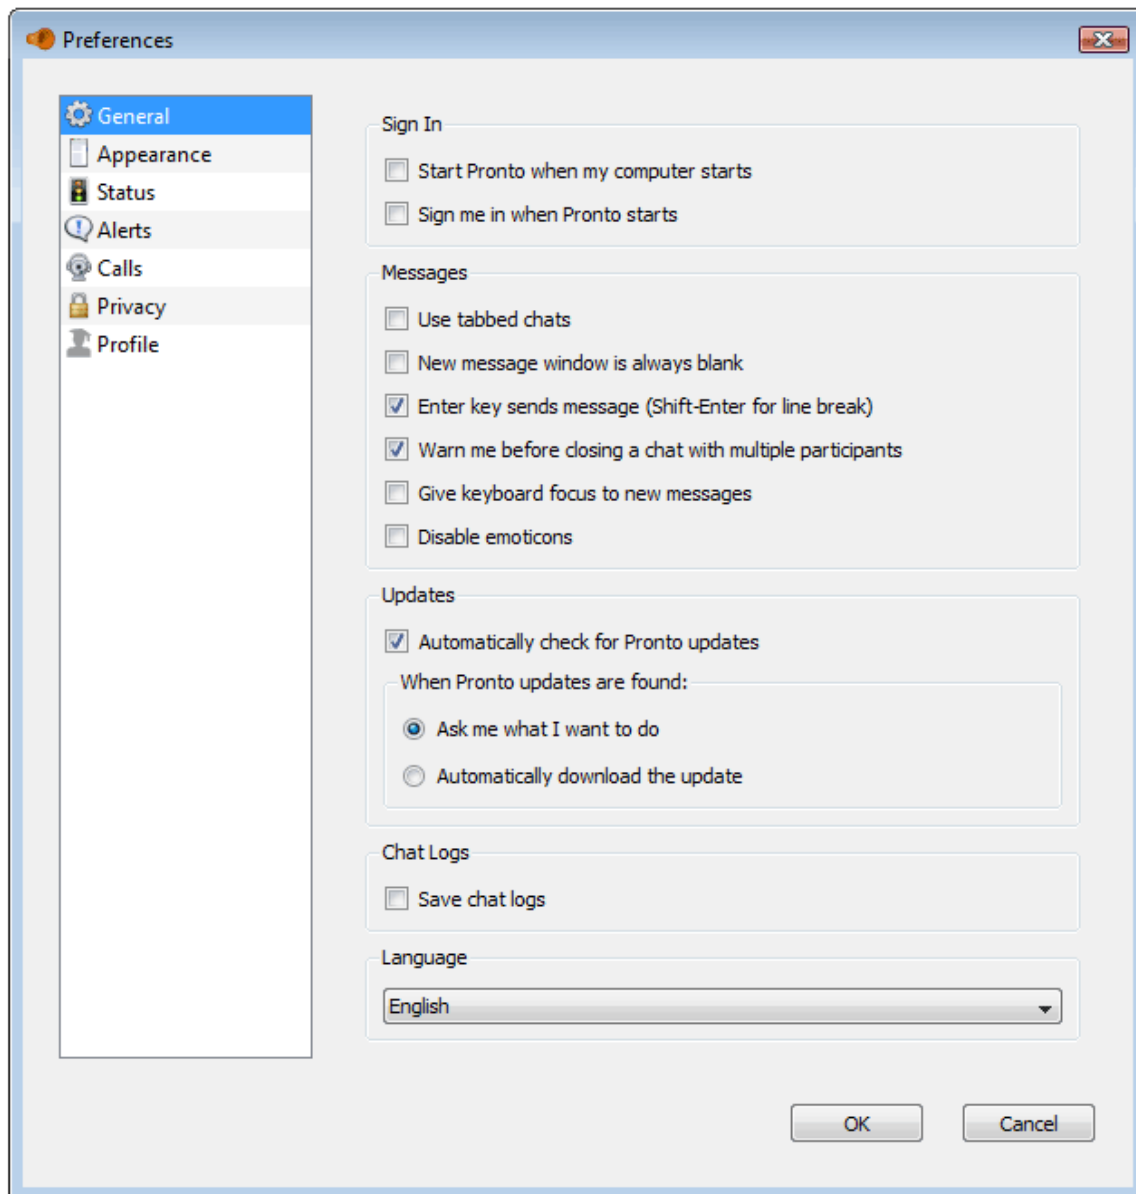 Preferences
General
Appearance
Status
Alerts
Calls
Privacy
Profile
Sign In
Start Pronto when my computer starts
Sign me in when Pronto starts
Messages
Use tabbed chats
New message window is always blank
Enter key sends message (Shift-Enter for line break)
Warn me before closing a chat with multiple participants
Give keyboard focus to new messages
Disable emoticons
Updates
Automatically check for Pronto updates
When Pronto updates are found:
Ask me what I want to do
Automatically download the update
Chat Logs
Save chat logs
Language
English
OK Cancel